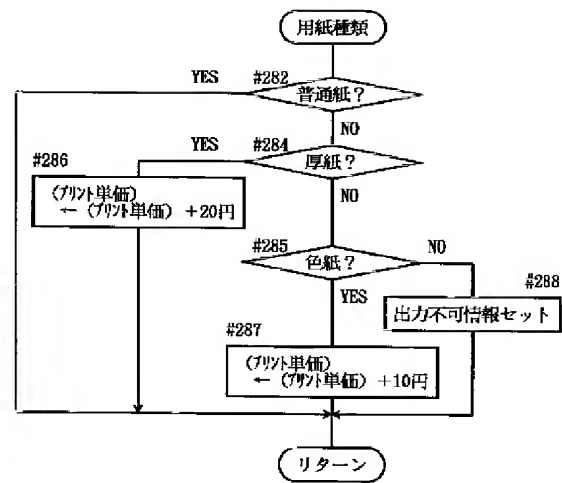 用紙種類
YES
#282
普通紙?
NO
YES
#284
厚紙?
#286
(プリント単価)
← (プリント単価) +20円
NO
#285
色紙?
NO
#288
出力不可情報セット
YES
#287
(プリント単価)
← (プリント単価) +10円
リターン